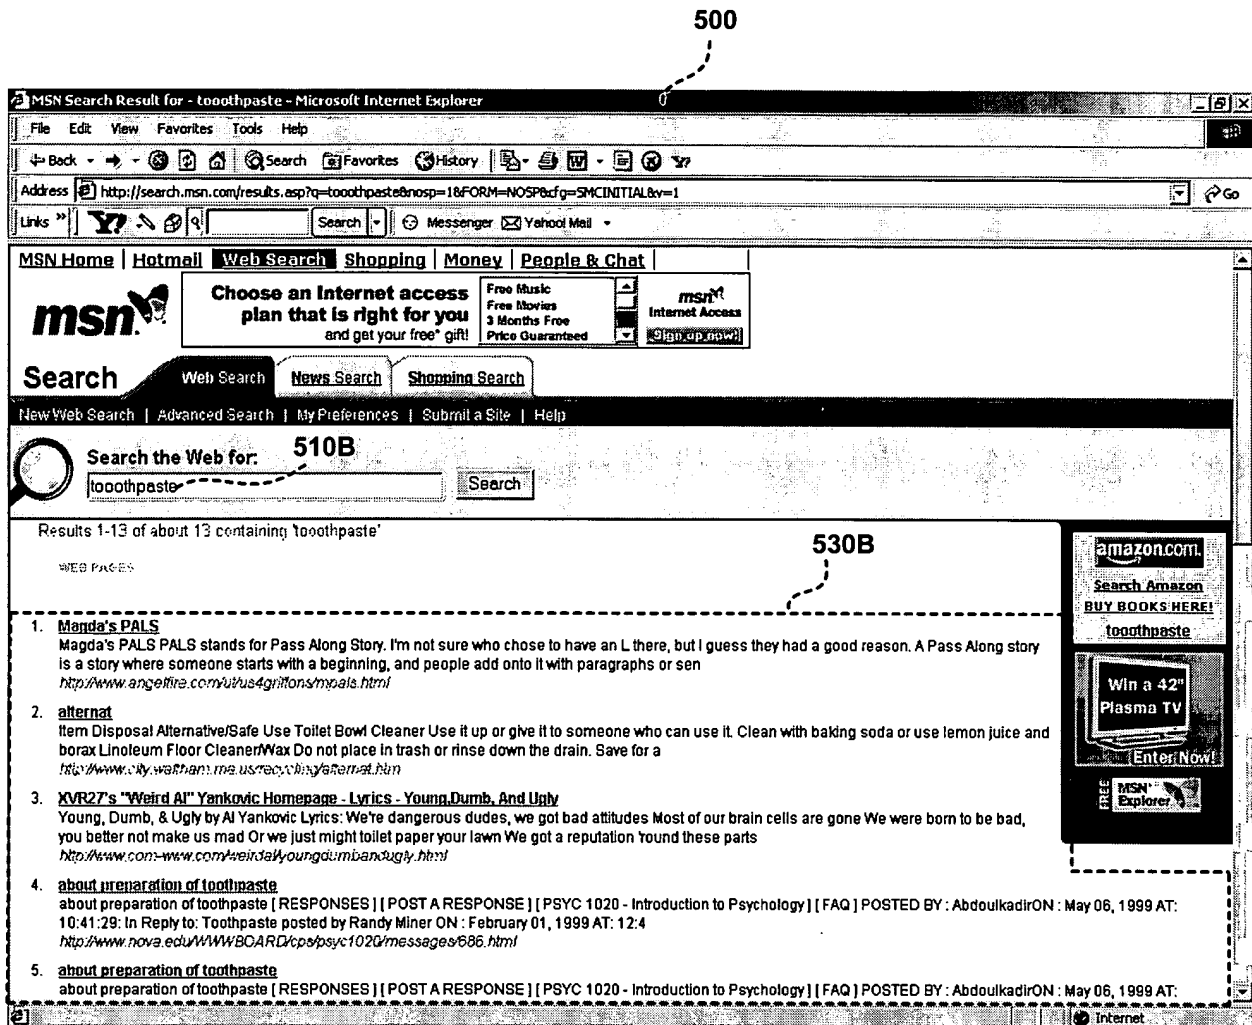 500
MSN Search Result for - tooothpaste - Microsoft Internet Explorer
File Edit View Favorites Tools Help
Back Search Favorites History
Address http://search.msn.com/results.asp?q=tooothpaste&nosp=1&FORM=NOSP&cfg=SMCINITIAL&v=1 Go
Links » Y! Search Messenger Yahoo! Mail
MSN Home | Hotmail Web Search Shopping | Money | People & Chat |
msn
Choose an Internet access
plan that is right for you
and get your free* gift!
Free Music
Free Movies
3 Months Free
Price Guaranteed
msn
Internet Access
Sign up now!
Search Web Search News Search Shopping Search
New Web Search | Advanced Search | My Preferences | Submit a Site | Help
Search the Web for: 510B
tooothpaste Search
Results 1-13 of about 13 containing 'tooothpaste'
530B
WEB PAGES
amazon.com.
Search Amazon
BUY BOOKS HERE!
tooothpaste
Win a 42"
Plasma TV
Enter Now!
FREE MSN Explorer
1. Magda's PALS
Magda's PALS PALS stands for Pass Along Story. I'm not sure who chose to have an L there, but I guess they had a good reason. A Pass Along story
is a story where someone starts with a beginning, and people add onto it with paragraphs or sen
http://www.angelfire.com/ut/us4griffons/mpals.html
2. alternat
Item Disposal Alternative/Safe Use Toilet Bowl Cleaner Use it up or give it to someone who can use it. Clean with baking soda or use lemon juice and
borax Linoleum Floor Cleaner/Wax Do not place in trash or rinse down the drain. Save for a
http://www.city.waltham.ma.us/recycling/alternat.htm
3. XVR27's "Weird Al" Yankovic Homepage - Lyrics - Young,Dumb, And Ugly
Young, Dumb, & Ugly by Al Yankovic Lyrics: We're dangerous dudes, we got bad attitudes Most of our brain cells are gone We were born to be bad,
you better not make us mad Or we just might toilet paper your lawn We got a reputation 'round these parts
http://www.com-www.com/weirdal/youngdumbandugly.html
4. about preparation of toothpaste
about preparation of toothpaste [ RESPONSES ] [ POST A RESPONSE ] [ PSYC 1020 - Introduction to Psychology ] [ FAQ ] POSTED BY : AbdoulkadirON : May 06, 1999 AT:
10:41:29: In Reply to: Toothpaste posted by Randy Miner ON : February 01, 1999 AT: 12:4
http://www.nova.edu/WWWBOARD/cps/psyc1020/messages/686.html
5. about preparation of toothpaste
about preparation of toothpaste [ RESPONSES ] [ POST A RESPONSE ] [ PSYC 1020 - Introduction to Psychology ] [ FAQ ] POSTED BY : AbdoulkadirON : May 06, 1999 AT:
Internet